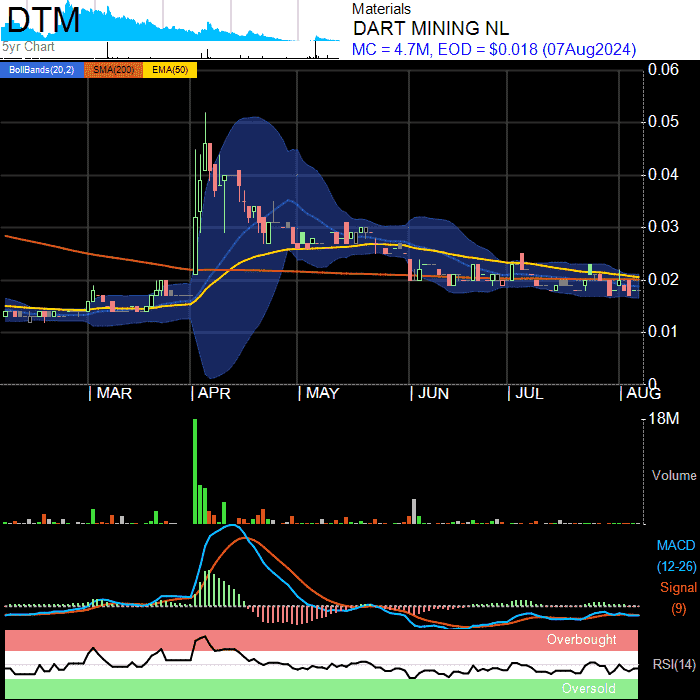 DTM
5yr Chart
Materials
DART MINING NL
MC = 4.7M, EOD = $0.018 (07Aug2024)
BollBands(20,2) SMA(200) EMA(50)
0.06
0.05
0.04
0.03
0.02
0.01
0
MAR APR MAY JUN JUL AUG
18M
Volume
MACD
(12-26)
Signal
(9)
Overbought
RSI(14)
Oversold